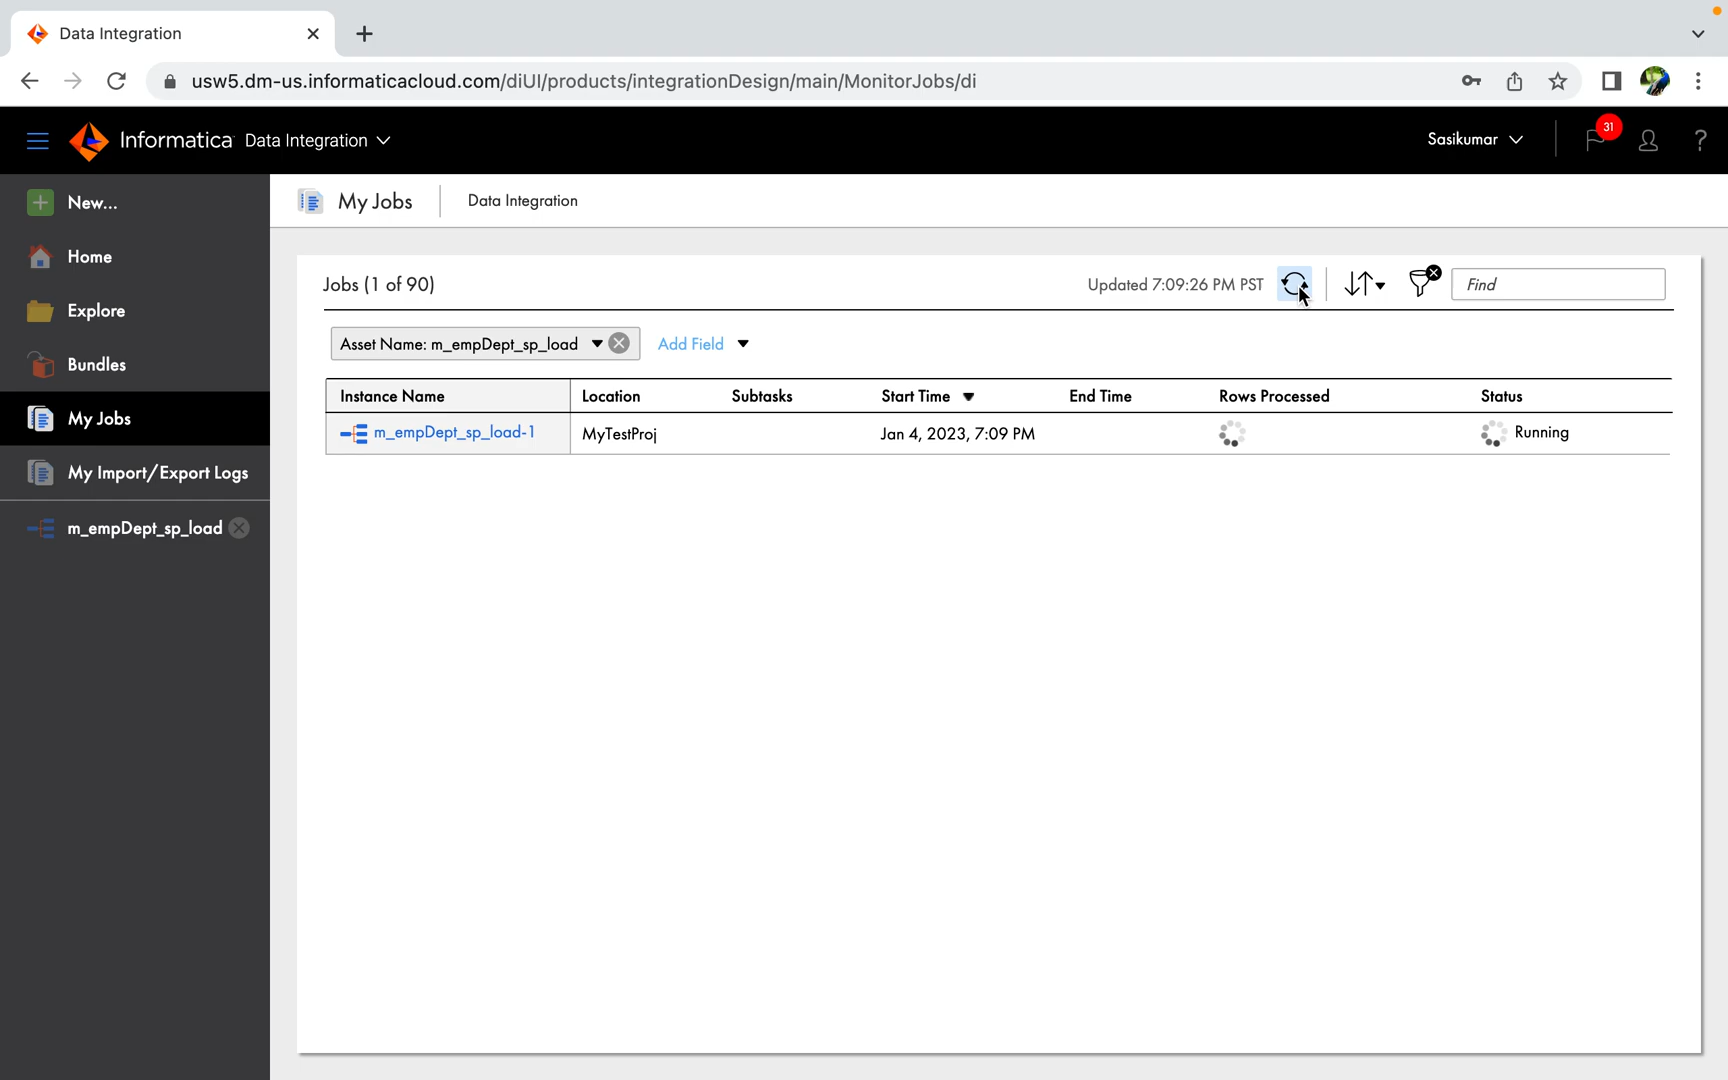 Data Integration
usw5.dm-us.informaticacloud.com/diUI/products/integrationDesign/main/MonitorJobs/di
Informatica Data Integration
Sasikumar
31
?
New...
Home
Explore
Bundles
My Jobs
My Import/Export Logs
m_empDept_sp_load
My Jobs
Data Integration
Jobs (1 of 90)
Updated 7:09:26 PM PST
Find
Asset Name: m_empDept_sp_load
Add Field
Instance Name Location Subtasks Start Time End Time Rows Processed Status
m_empDept_sp_load-1 MyTestProj Jan 4, 2023, 7:09 PM Running